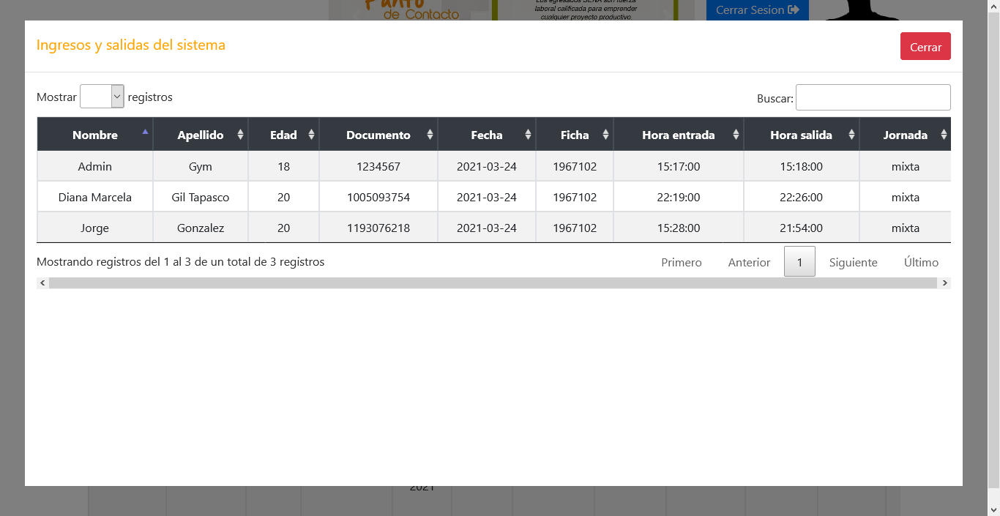 Punto
de Contacto
Los egresados SENA son fuerza
laboral calificada para emprender
cualquier proyecto productivo.
Cerrar Sesion
Ingresos y salidas del sistema
Cerrar
Mostrar registros
Buscar:
Nombre Apellido Edad Documento Fecha Ficha Hora entrada Hora salida Jornada
Admin Gym 18 1234567 2021-03-24 1967102 15:17:00 15:18:00 mixta
Diana Marcela Gil Tapasco 20 1005093754 2021-03-24 1967102 22:19:00 22:26:00 mixta
Jorge Gonzalez 20 1193076218 2021-03-24 1967102 15:28:00 21:54:00 mixta
Mostrando registros del 1 al 3 de un total de 3 registros
Primero Anterior 1 Siguiente Último
2021